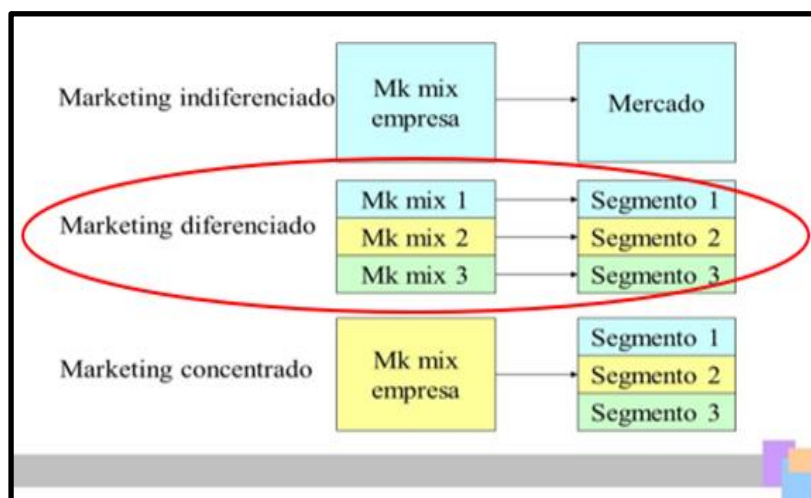 Marketing indiferenciado
Mk mix
empresa
Mercado
Marketing diferenciado
Mk mix 1
Segmento 1
Mk mix 2
Segmento 2
Mk mix 3
Segmento 3
Marketing concentrado
Mk mix
empresa
Segmento 1
Segmento 2
Segmento 3